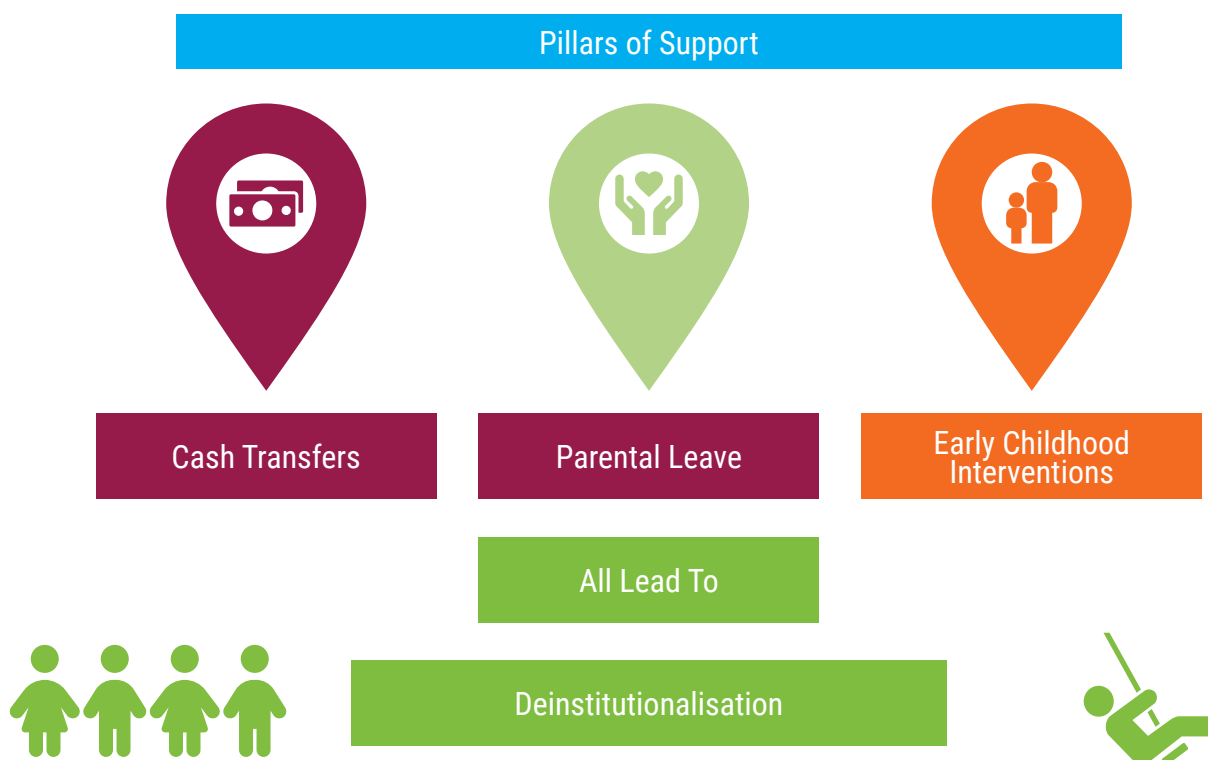 Pillars of Support
Cash Transfers
Parental Leave
Early Childhood
Interventions
All Lead To
Deinstitutionalisation